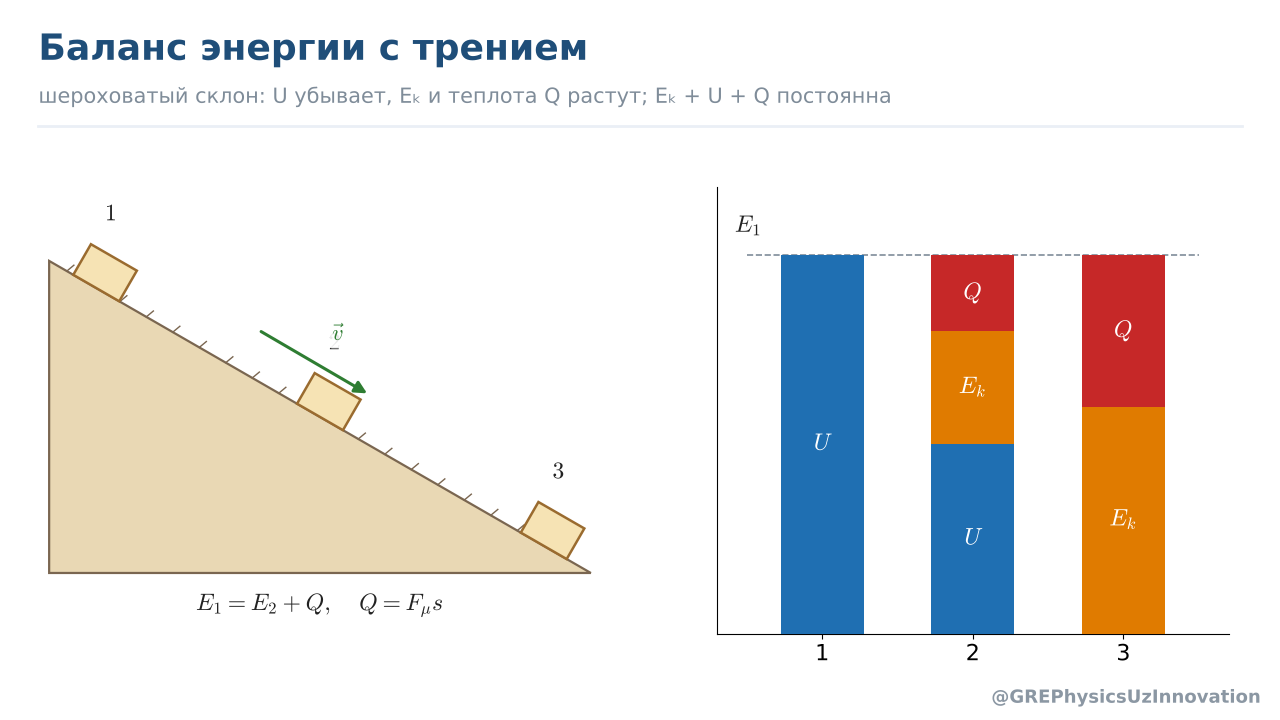 Баланс энергии с трением
шероховатый склон: U убывает, Eₖ и теплота Q растут; Eₖ + U + Q постоянна
1
v⃗
3
E₁ = E₂ + Q, Q = F_μ s
E₁
U
Q
Eₖ
U
Q
Eₖ
1 2 3
@GREPhysicsUzInnovation